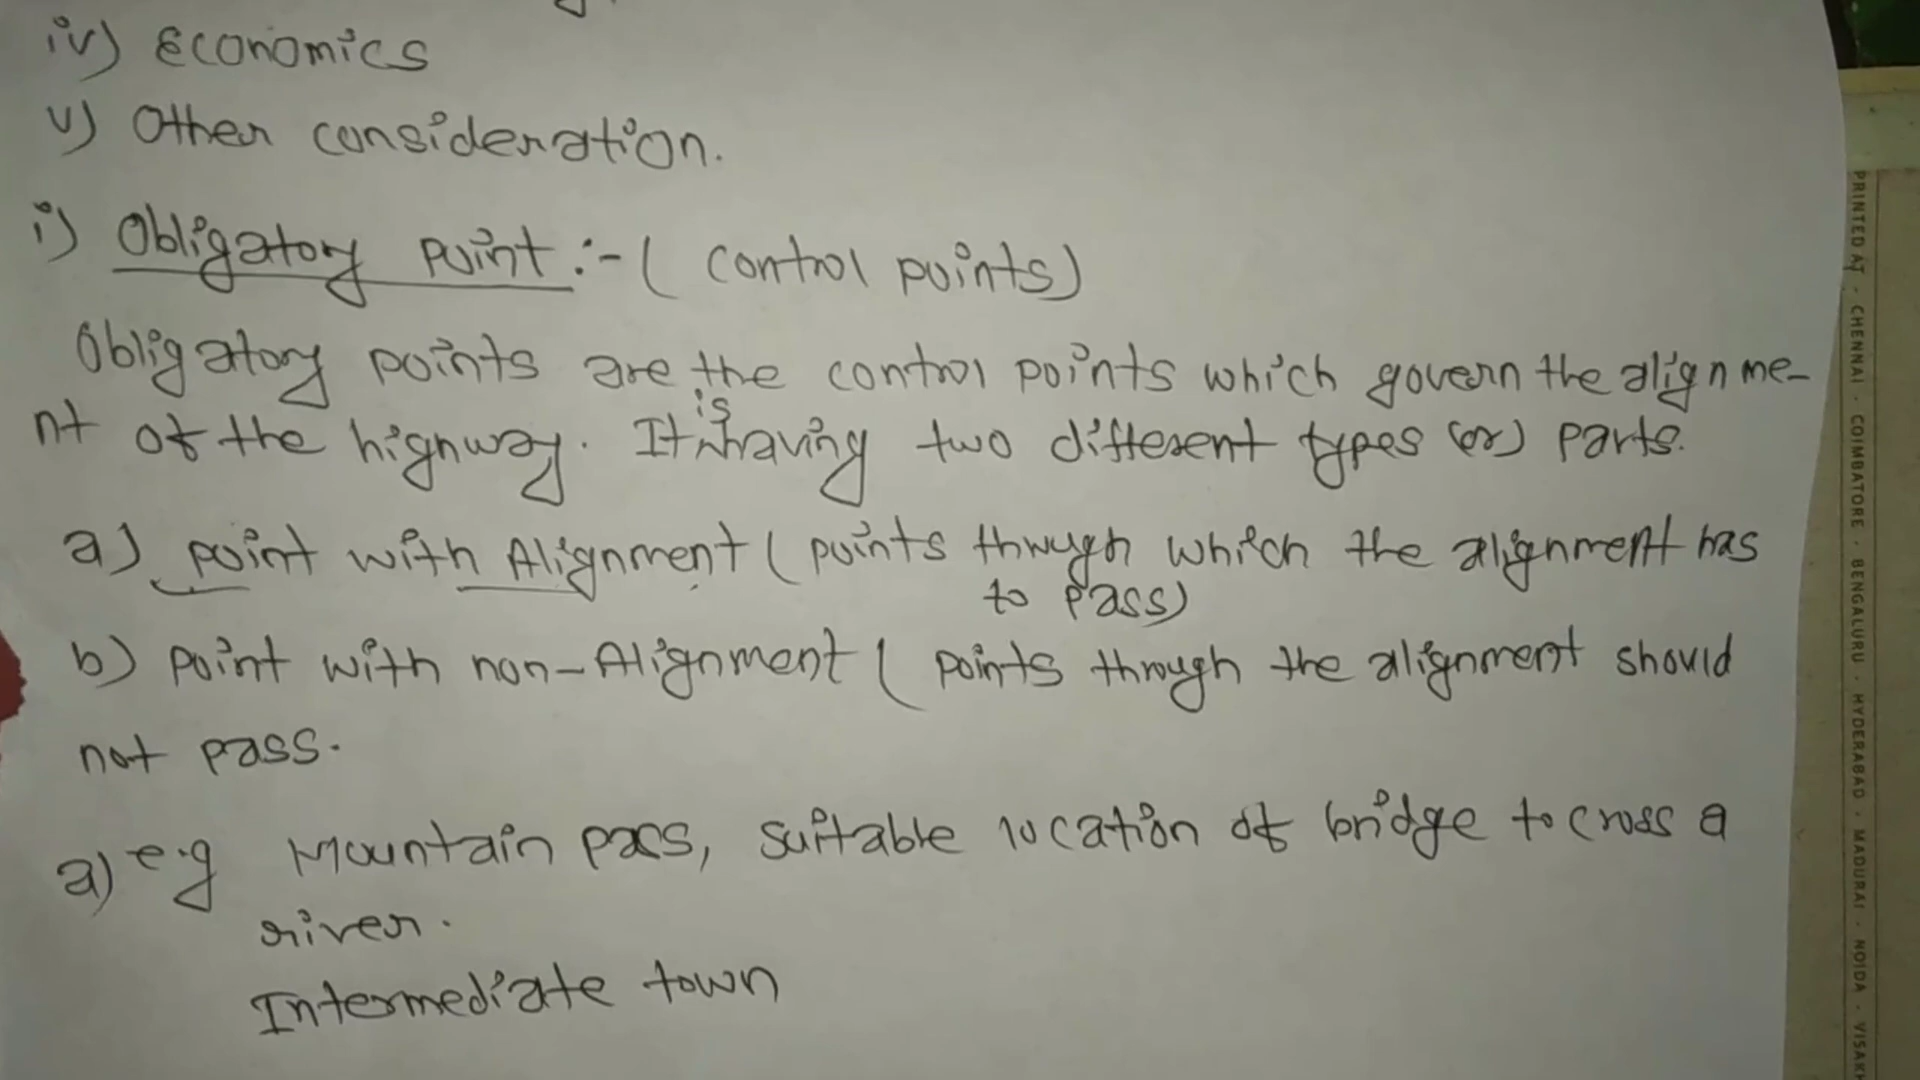 iv) Economics
v) Other consideration.
i) Obligatory point :- ( control points)
Obligatory points are the control points which govern the alignme-
nt of the highway. It is having two different types (or) parts.
a) point with Alignment ( points through which the alignment has
to pass)
b) point with non-Alignment ( points through the alignment should
not pass.
a) e.g Mountain pass, suitable location of bridge to cross a
river.
Intermediate town
PRINTED AT - CHENNAI - COIMBATORE - BENGALURU - HYDERABAD - MADURAI - NOIDA - VISAKH